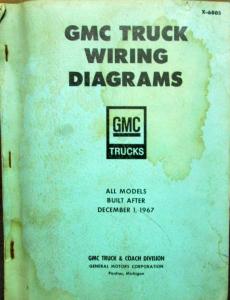 X-6805
GMC TRUCK
WIRING
DIAGRAMS
GMC
TRUCKS
ALL MODELS
BUILT AFTER
DECEMBER 1, 1967
GMC TRUCK & COACH DIVISION
GENERAL MOTORS CORPORATION
Pontiac, Michigan